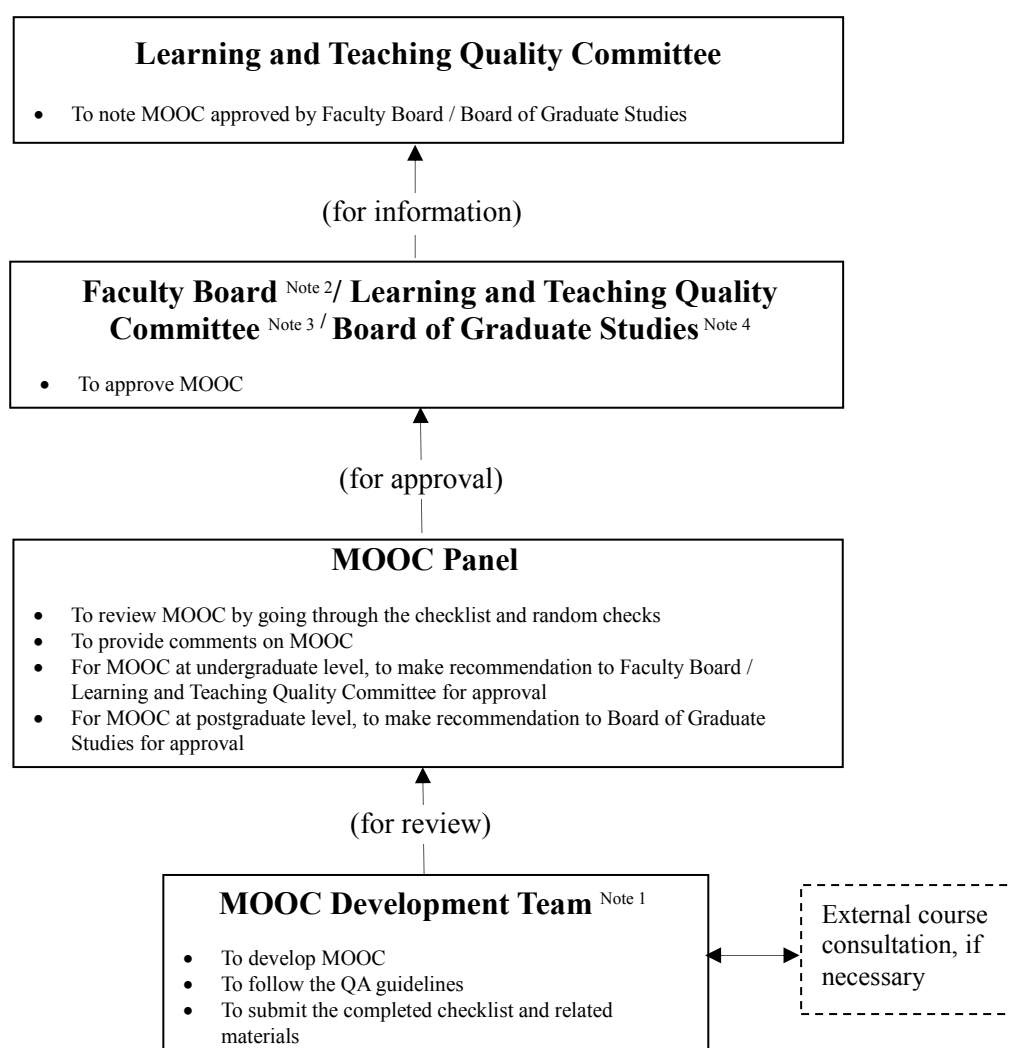 Learning and Teaching Quality Committee
• To note MOOC approved by Faculty Board / Board of Graduate Studies
(for information)
Faculty Board Note 2/ Learning and Teaching Quality
Committee Note 3 / Board of Graduate Studies Note 4
• To approve MOOC
(for approval)
MOOC Panel
• To review MOOC by going through the checklist and random checks
• To provide comments on MOOC
• For MOOC at undergraduate level, to make recommendation to Faculty Board /
Learning and Teaching Quality Committee for approval
• For MOOC at postgraduate level, to make recommendation to Board of Graduate
Studies for approval
(for review)
MOOC Development Team Note 1
• To develop MOOC
• To follow the QA guidelines
• To submit the completed checklist and related
materials
External course
consultation, if
necessary